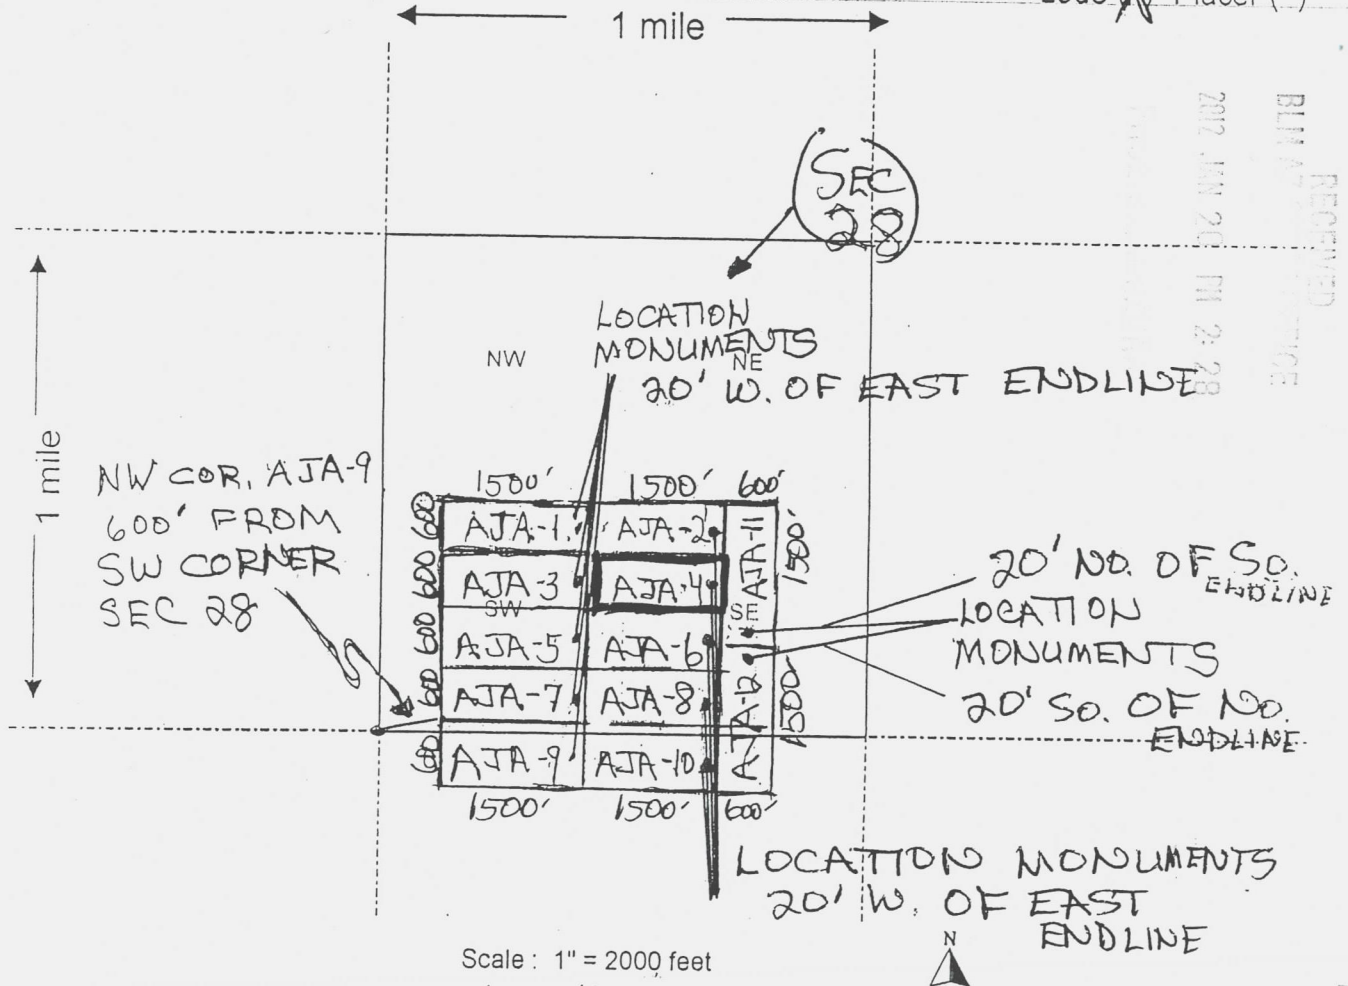 Lode Placer ( )
1 mile
RECEIVED
BLM AZ
2012 JAN 20 PM 2:28
SEC
28
LOCATION
MONUMENTS
20' W. OF EAST ENDLINE
NW
NE
1 mile
NW COR. AJA-9
600' FROM
SW CORNER
SEC 28
1500' 1500' 600'
600 AJA-1 AJA-2 AJA-11 1500'
600 AJA-3 AJA-4
SW SE
600 AJA-5 AJA-6
600 AJA-7 AJA-8 AJA-12 1500'
600 AJA-9 AJA-10
1500' 1500' 600'
20' NO. OF SO.
ENDLINE
LOCATION
MONUMENTS
20' SO. OF NO.
ENDLINE
LOCATION MONUMENTS
20' W. OF EAST
ENDLINE
N
Scale : 1" = 2000 feet